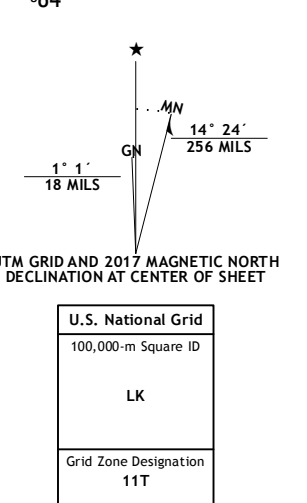 ⁶04
MN
14° 24´
GN
256 MILS
1° 1´
18 MILS
UTM GRID AND 2017 MAGNETIC NORTH
DECLINATION AT CENTER OF SHEET
U.S. National Grid
100,000-m Square ID
LK
Grid Zone Designation
11T